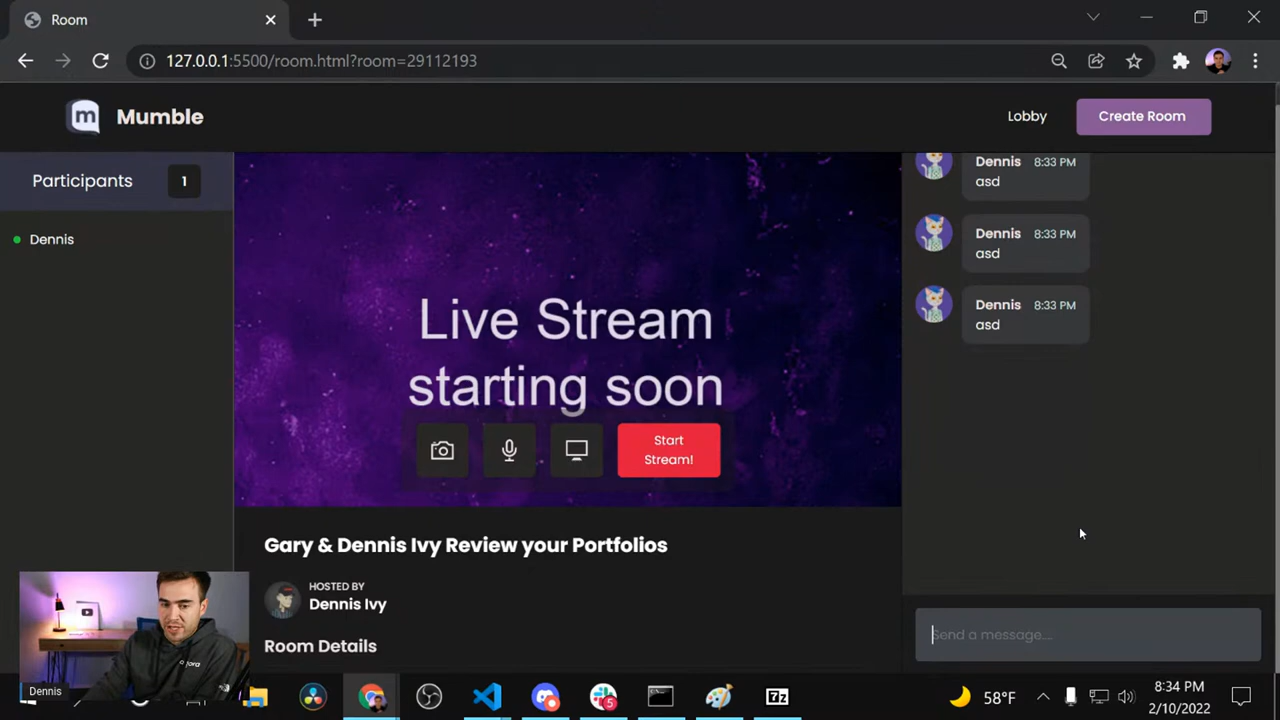 Room
127.0.0.1:5500/room.html?room=29112193
m
Mumble
Lobby
Create Room
Participants
1
Dennis
Live Stream
starting soon
Start
Stream!
Gary & Dennis Ivy Review your Portfolios
HOSTED BY
Dennis Ivy
Room Details
Dennis 8:33 PM
asd
Dennis 8:33 PM
asd
Dennis 8:33 PM
asd
Send a message...
Dennis
5
7z
58°F
8:34 PM
2/10/2022